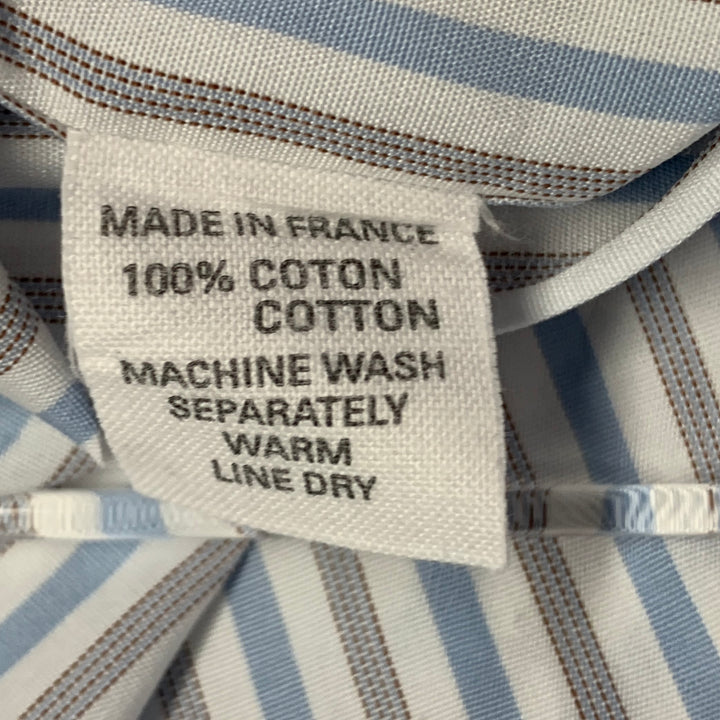 MADE IN FRANCE
100% COTON
COTTON
MACHINE WASH
SEPARATELY
WARM
LINE DRY